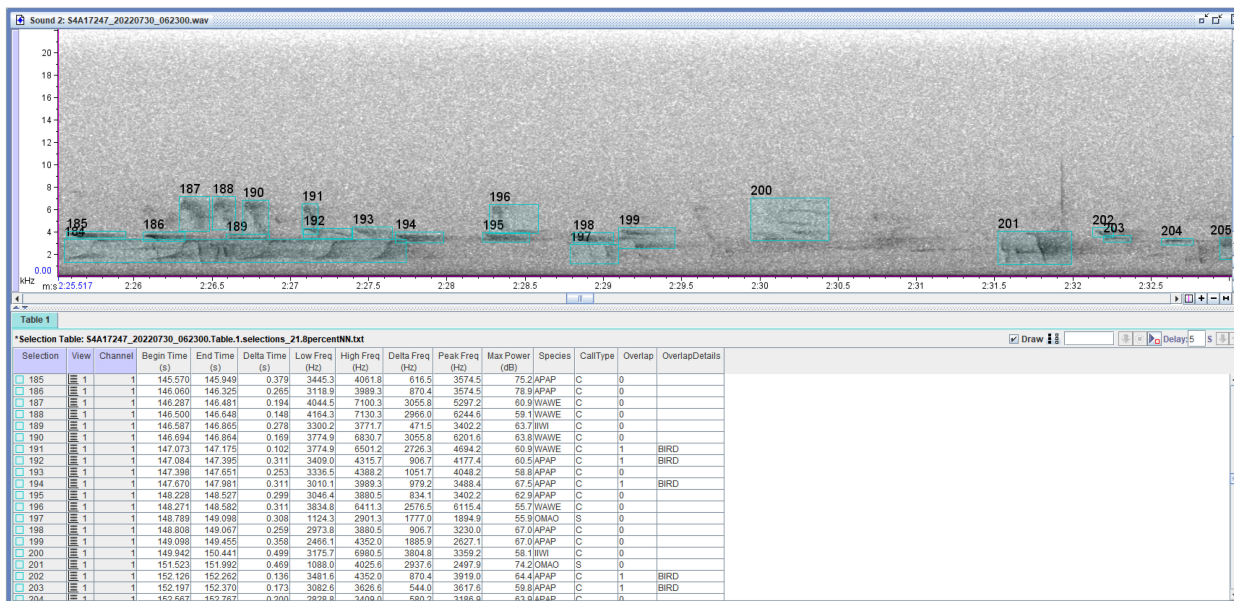 Sound 2: S4A17247_20220730_062300.wav
20
18
16
14
12
10
8
6
4
2
0.00
kHz
187 188 190 191 196 200
185 186 189 192 193 194 195 198 199 197 201 202 203 204 205
184
m:s 2:25.517 2:26 2:26.5 2:27 2:27.5 2:28 2:28.5 2:29 2:29.5 2:30 2:30.5 2:31 2:31.5 2:32 2:32.5
Table 1
*Selection Table: S4A17247_20220730_062300.Table.1.selections_21.8percentNN.txt Draw Delay: 5 S
Selection View Channel Begin Time (s) End Time (s) Delta Time (s) Low Freq (Hz) High Freq (Hz) Delta Freq (Hz) Peak Freq (Hz) Max Power (dB) Species CallType Overlap OverlapDetails
185 1 1 145.570 145.949 0.379 3445.3 4061.8 616.5 3574.5 75.2 APAP C 0
186 1 1 146.060 146.325 0.265 3118.9 3989.3 870.4 3574.5 78.9 APAP C 0
187 1 1 146.287 146.481 0.194 4044.5 7100.3 3055.8 5297.2 60.9 WAWE C 0
188 1 1 146.500 146.648 0.148 4164.3 7130.3 2966.0 6244.6 59.1 WAWE C 0
189 1 1 146.587 146.865 0.278 3300.2 3771.7 471.5 3402.2 63.7 IIWI C 0
190 1 1 146.694 146.864 0.169 3774.9 6830.7 3055.8 6201.6 63.8 WAWE C 0
191 1 1 147.073 147.175 0.102 3774.9 6501.2 2726.3 4694.2 60.9 WAWE C 1 BIRD
192 1 1 147.084 147.395 0.311 3409.0 4315.7 906.7 4177.4 60.5 APAP C 1 BIRD
193 1 1 147.398 147.651 0.253 3336.5 4388.2 1051.7 4048.2 58.8 APAP C 0
194 1 1 147.670 147.981 0.311 3010.1 3989.3 979.2 3488.4 67.5 APAP C 1 BIRD
195 1 1 148.228 148.527 0.299 3046.4 3880.5 834.1 3402.2 62.9 APAP C 0
196 1 1 148.271 148.582 0.311 3834.8 6411.3 2576.5 6115.4 55.7 WAWE C 0
197 1 1 148.789 149.098 0.308 1124.3 2901.3 1777.0 1894.9 55.9 OMAO S 0
198 1 1 148.808 149.067 0.259 2973.8 3880.5 906.7 3230.0 67.0 APAP C 0
199 1 1 149.098 149.455 0.358 2466.1 4352.0 1885.9 2627.1 67.0 APAP C 0
200 1 1 149.942 150.441 0.499 3175.7 6980.5 3804.8 3359.2 58.1 IIWI C 0
201 1 1 151.523 151.992 0.469 1088.0 4025.6 2937.6 2497.9 74.2 OMAO S 0
202 1 1 152.126 152.262 0.136 3481.6 4352.0 870.4 3919.0 64.4 APAP C 1 BIRD
203 1 1 152.197 152.370 0.173 3082.6 3626.6 544.0 3617.6 59.8 APAP C 1 BIRD
204 1 1 152.567 152.767 0.200 2828.8 3409.0 580.2 3186.9 63.9 APAP C 0